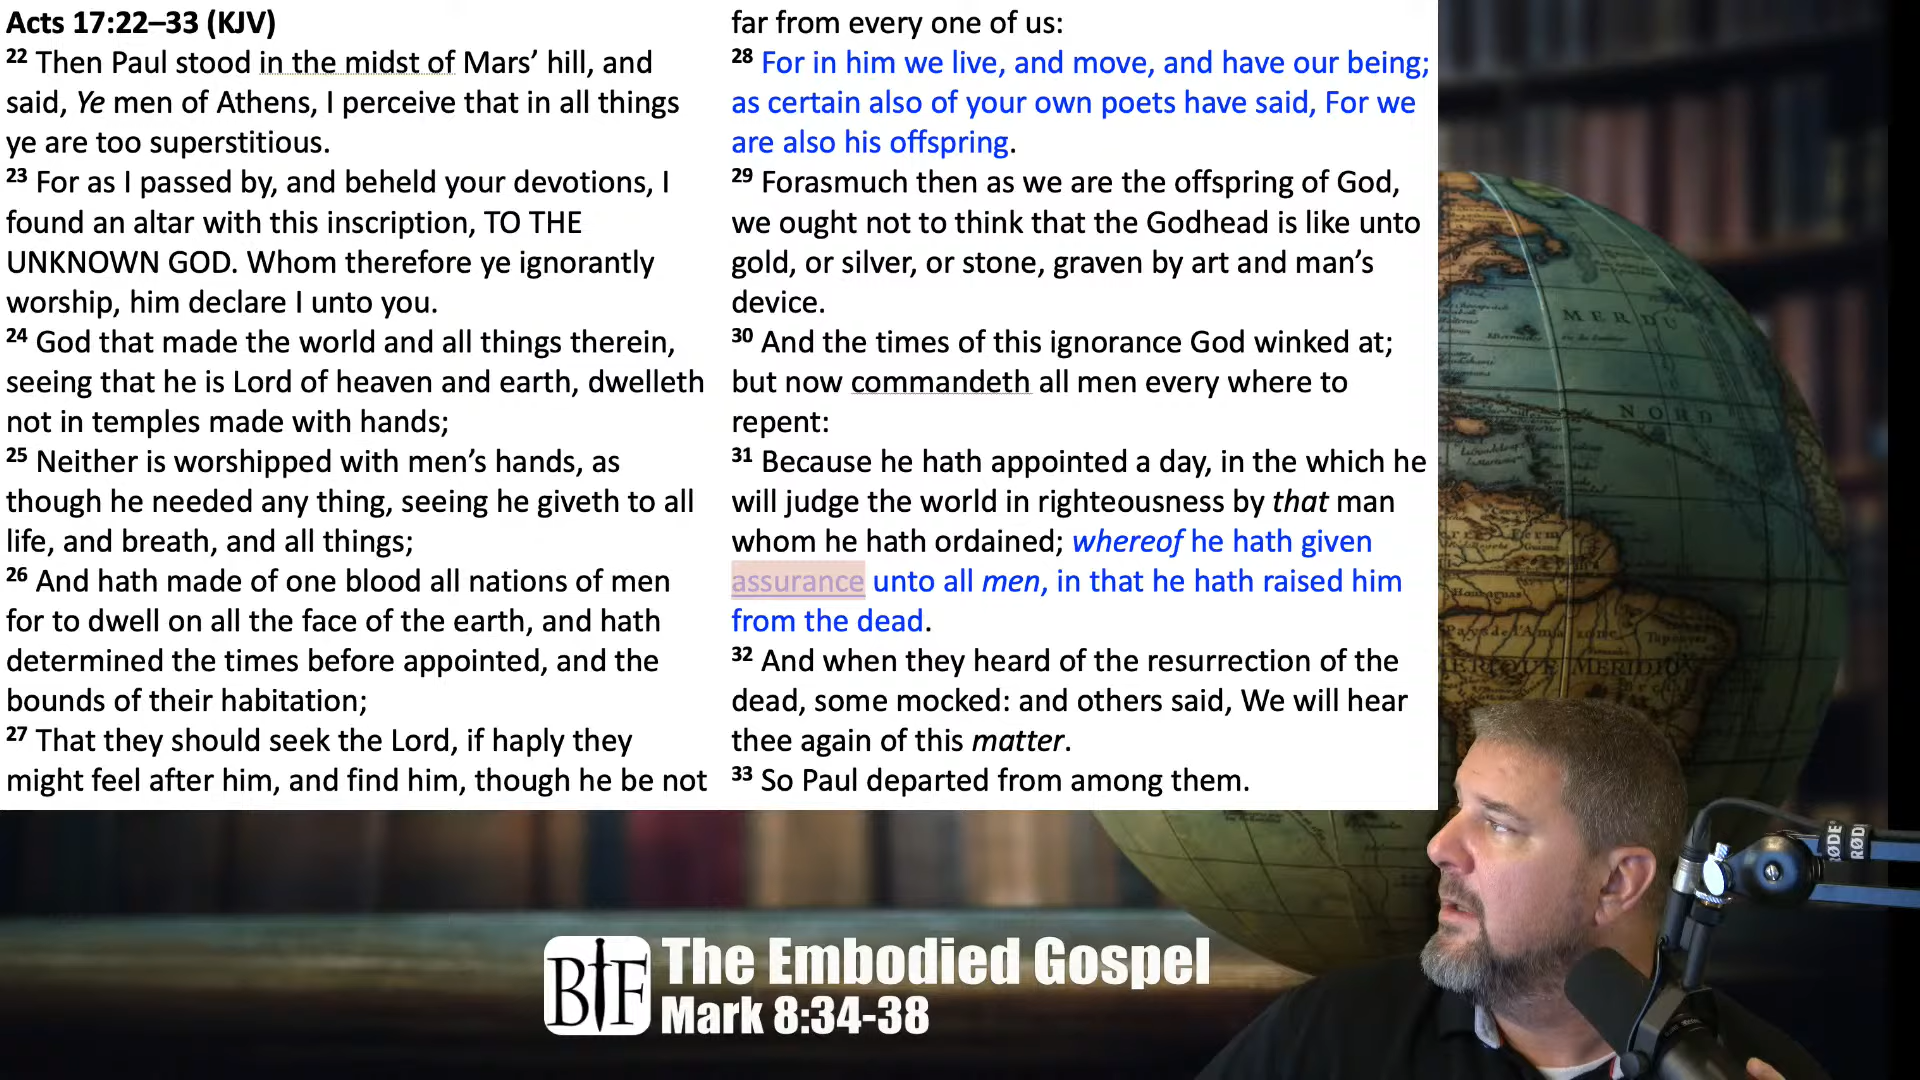 Acts 17:22–33 (KJV)
22 Then Paul stood in the midst of Mars’ hill, and
said, Ye men of Athens, I perceive that in all things
ye are too superstitious.
23 For as I passed by, and beheld your devotions, I
found an altar with this inscription, TO THE
UNKNOWN GOD. Whom therefore ye ignorantly
worship, him declare I unto you.
24 God that made the world and all things therein,
seeing that he is Lord of heaven and earth, dwelleth
not in temples made with hands;
25 Neither is worshipped with men’s hands, as
though he needed any thing, seeing he giveth to all
life, and breath, and all things;
26 And hath made of one blood all nations of men
for to dwell on all the face of the earth, and hath
determined the times before appointed, and the
bounds of their habitation;
27 That they should seek the Lord, if haply they
might feel after him, and find him, though he be not
far from every one of us:
28 For in him we live, and move, and have our being;
as certain also of your own poets have said, For we
are also his offspring.
29 Forasmuch then as we are the offspring of God,
we ought not to think that the Godhead is like unto
gold, or silver, or stone, graven by art and man’s
device.
30 And the times of this ignorance God winked at;
but now commandeth all men every where to
repent:
31 Because he hath appointed a day, in the which he
will judge the world in righteousness by that man
whom he hath ordained; whereof he hath given
assurance unto all men, in that he hath raised him
from the dead.
32 And when they heard of the resurrection of the
dead, some mocked: and others said, We will hear
thee again of this matter.
33 So Paul departed from among them.
MERDU
NORD
RØDE
RØDE
BTF
The Embodied Gospel
Mark 8:34-38